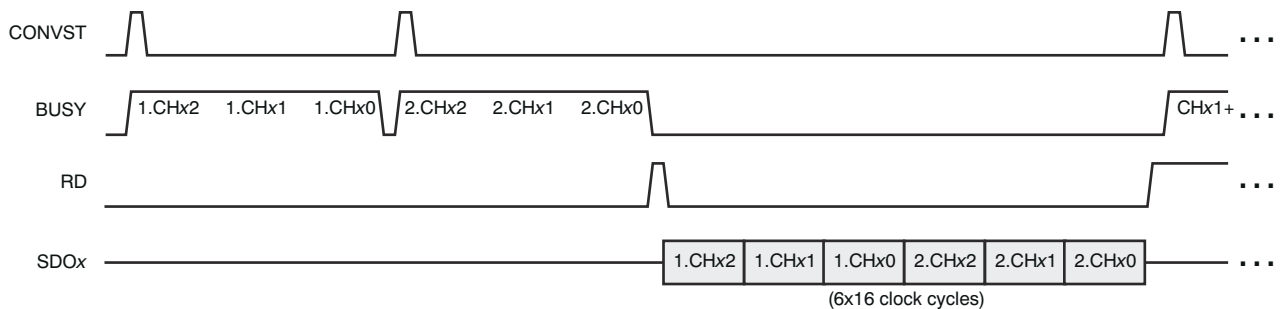 CONVST ...
BUSY 1.CHx2 1.CHx1 1.CHx0 2.CHx2 2.CHx1 2.CHx0 CHx1+ ...
RD ...
SDOx 1.CHx2 1.CHx1 1.CHx0 2.CHx2 2.CHx1 2.CHx0 ...
(6x16 clock cycles)